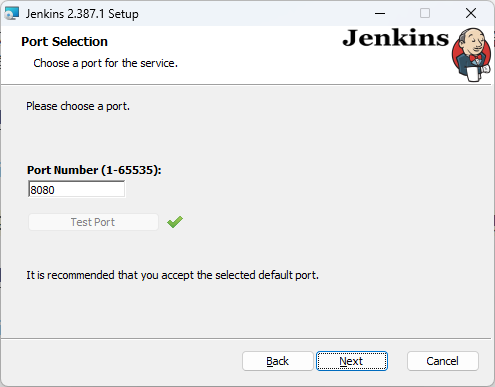 Jenkins 2.387.1 Setup
Port Selection
Choose a port for the service.
Jenkins
Please choose a port.
Port Number (1-65535):
8080
Test Port
It is recommended that you accept the selected default port.
Back
Next
Cancel